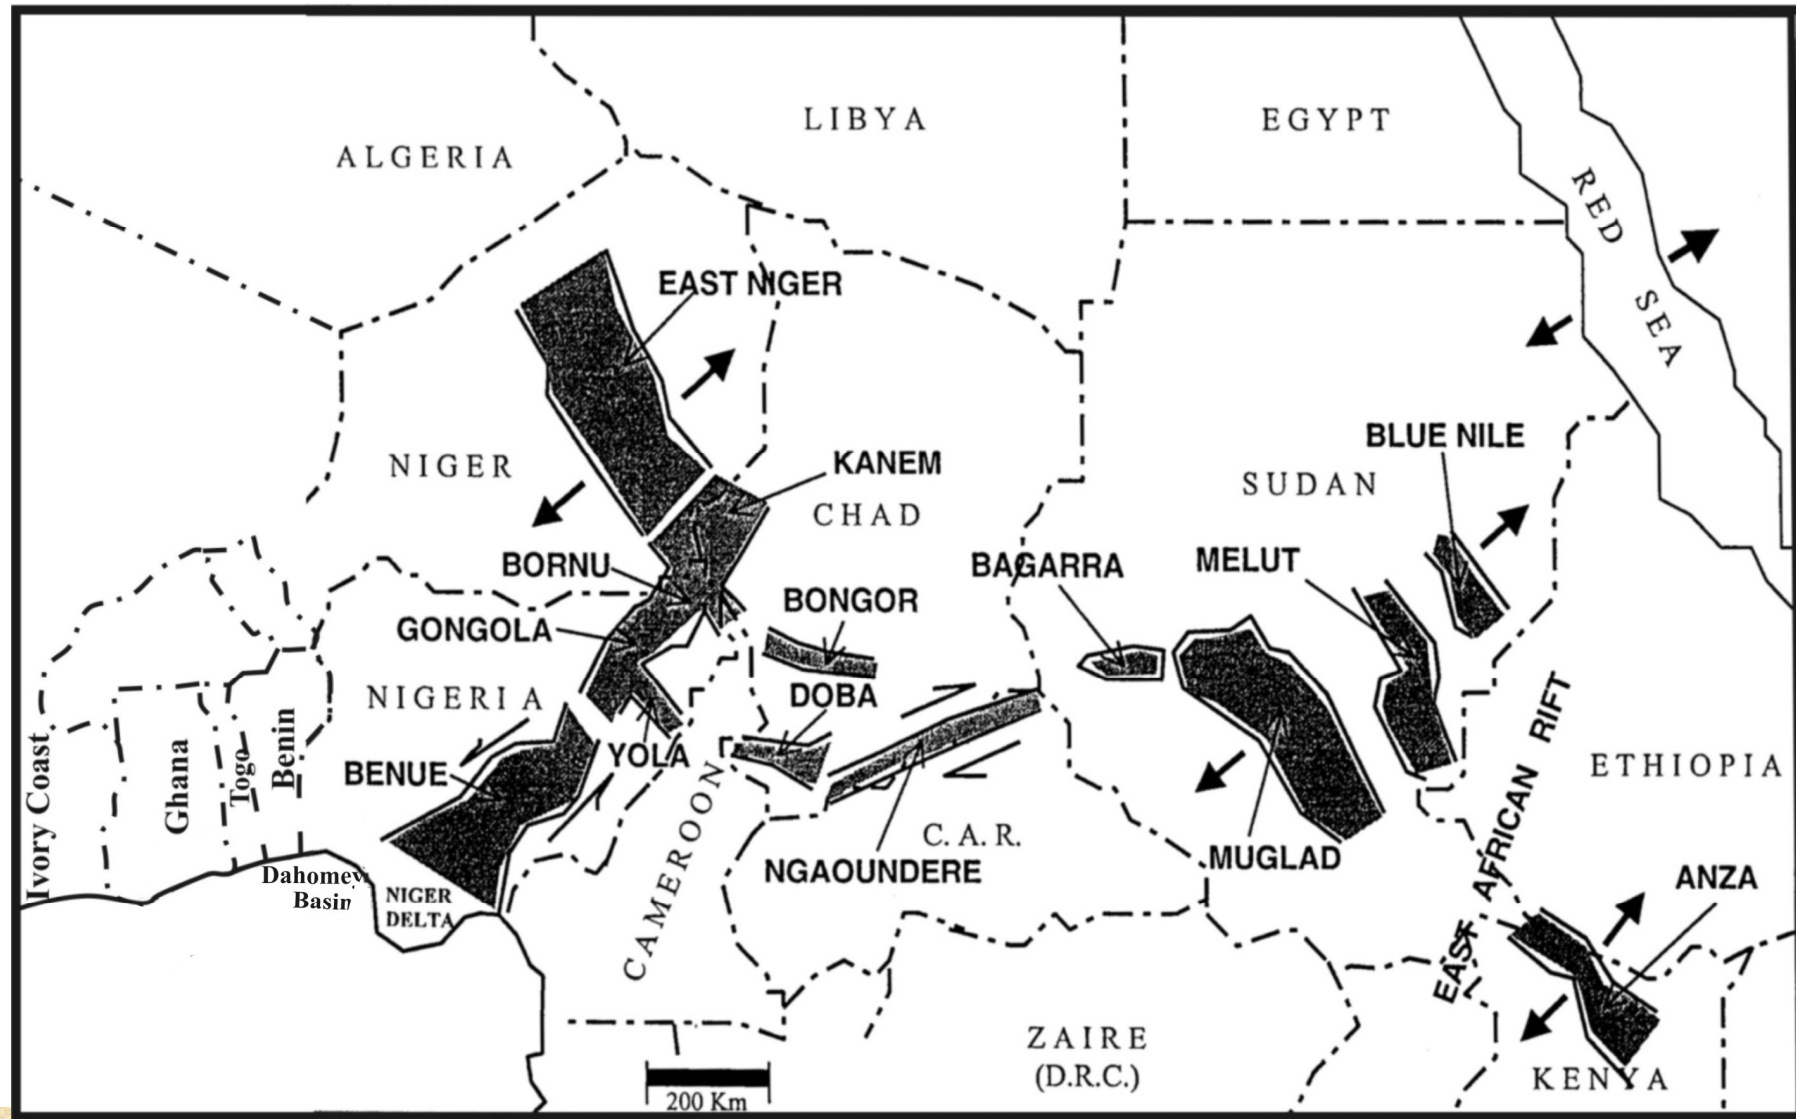 LIBYA
EGYPT
ALGERIA
RED SEA
EAST NIGER
BLUE NILE
KANEM
NIGER
SUDAN
CHAD
BORNU
BAGARRA
MELUT
BONGOR
GONGOLA
NIGERIA
DOBA
EAST AFRICAN RIFT
Ivory Coast
Ghana
Togo
Benin
YOLA
BENUE
ETHIOPIA
CAMEROON
C. A. R.
NGAOUNDERE
MUGLAD
ANZA
Dahomey
Basin
NIGER
DELTA
ZAIRE
(D.R.C.)
KENYA
200 Km